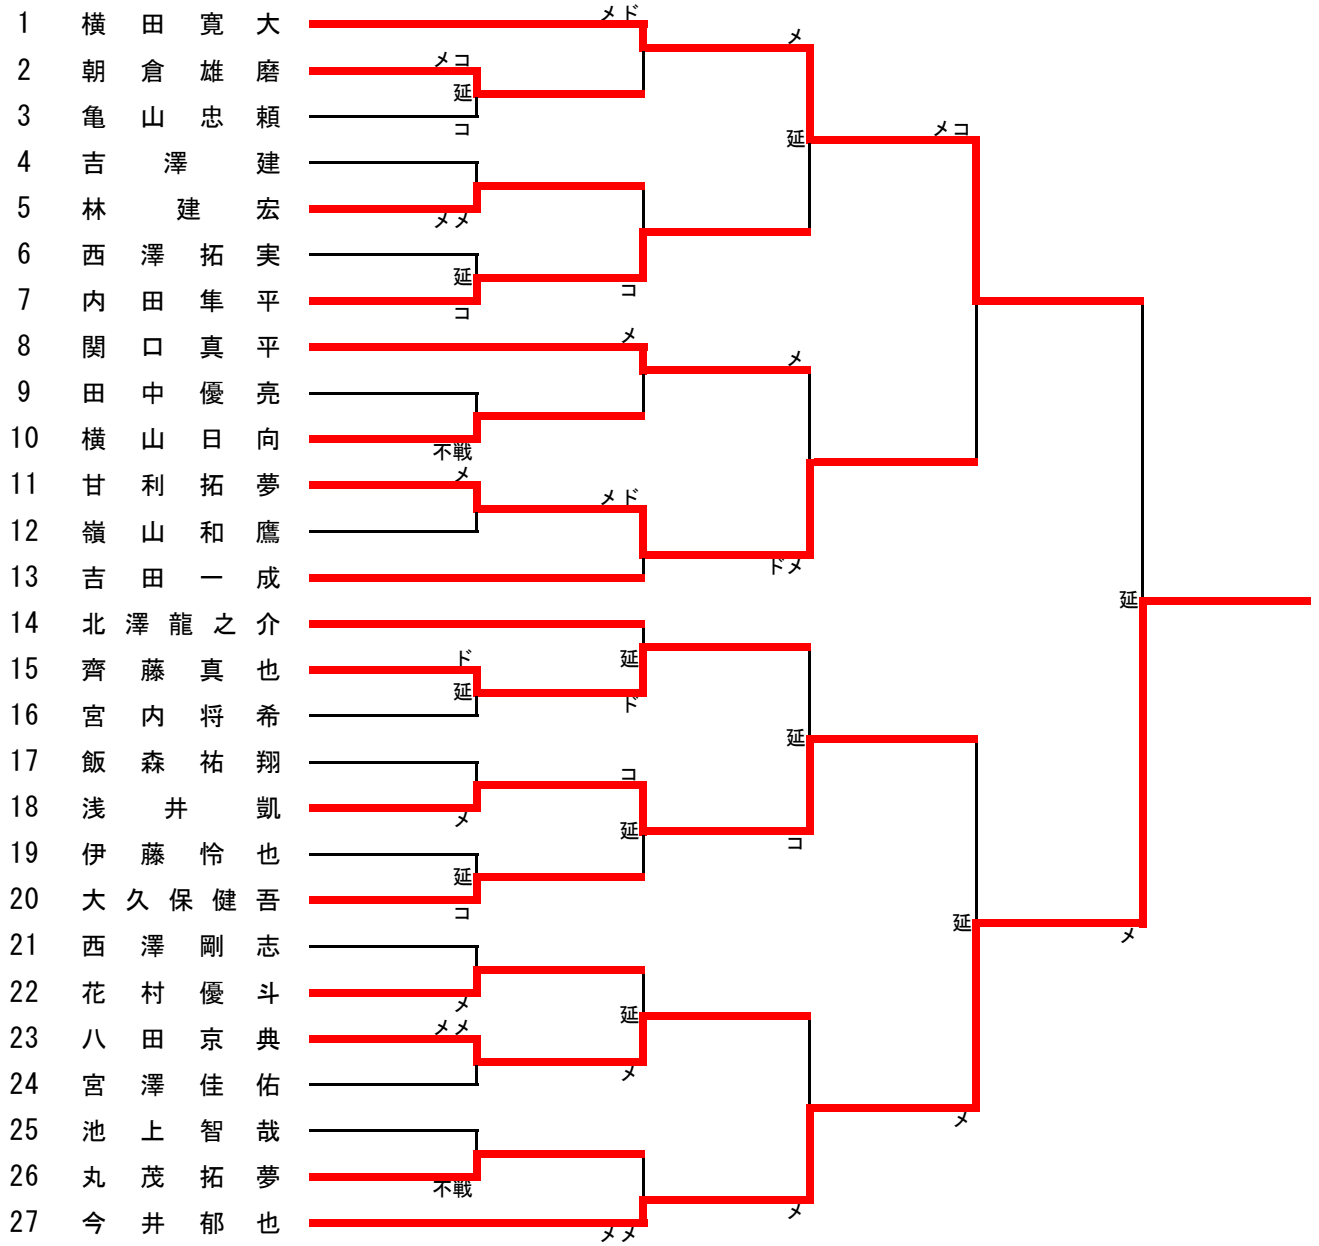 メド
1 横田寛大
メ
メコ
2 朝倉雄磨
延
3 亀山忠頼
コ
メコ
延
4 吉澤建
5 林建宏
メメ
6 西澤拓実
延
コ
7 内田隼平
コ
メ
8 関口真平
メ
9 田中優亮
10 横山日向
不戦
メ
11 甘利拓夢
メド
12 嶺山和鷹
ドメ
13 吉田一成
延
14 北澤龍之介
ド
延
15 齊藤真也
延
ド
16 宮内将希
延
17 飯森祐翔
コ
18 浅井凱
メ
延
コ
19 伊藤怜也
延
20 大久保健吾
コ
延
メ
21 西澤剛志
22 花村優斗
メ
延
メメ
23 八田京典
メ
24 宮澤佳佑
メ
25 池上智哉
26 丸茂拓夢
不戦
メ
27 今井郁也
メメ